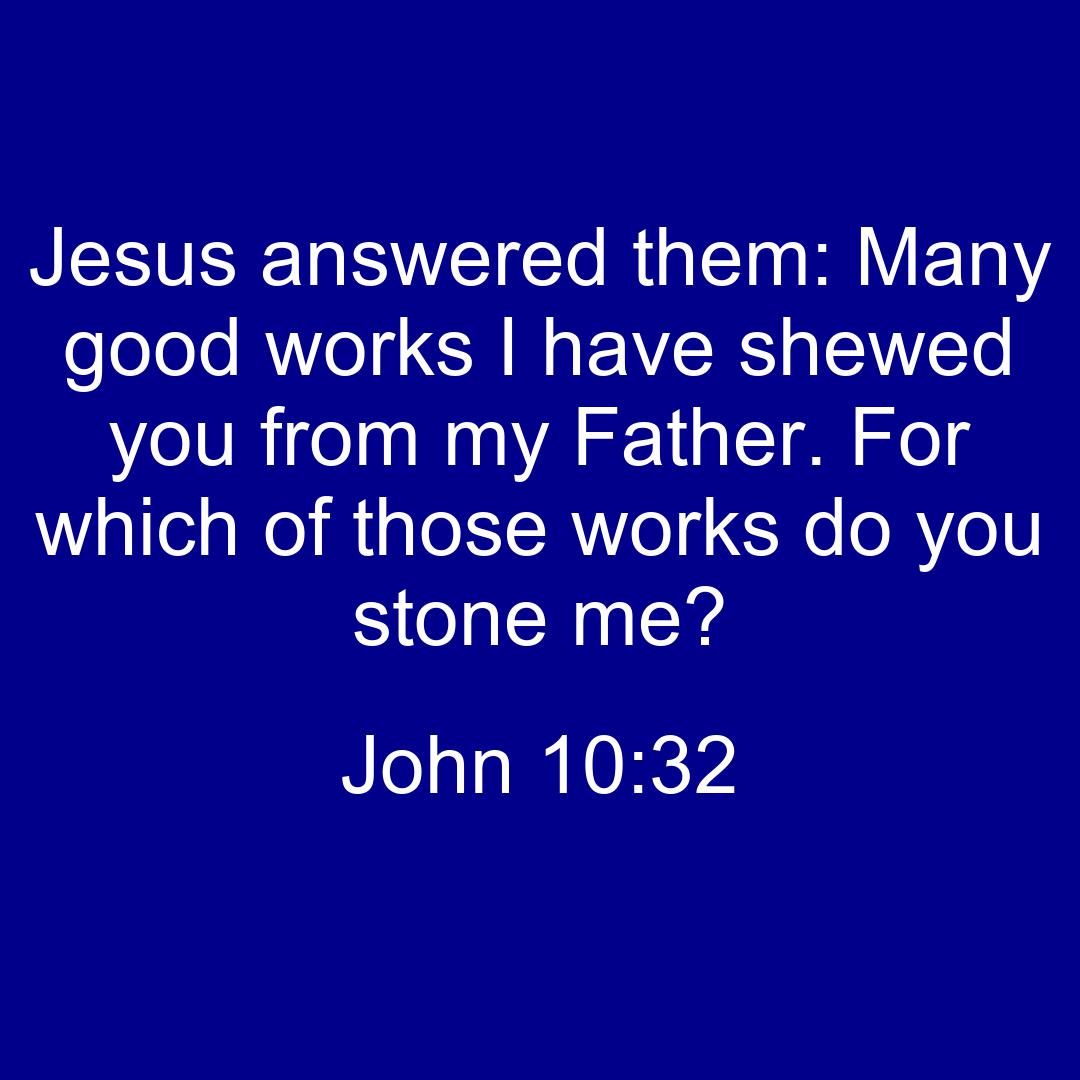 Jesus answered them: Many
good works I have shewed
you from my Father. For
which of those works do you
stone me?
John 10:32